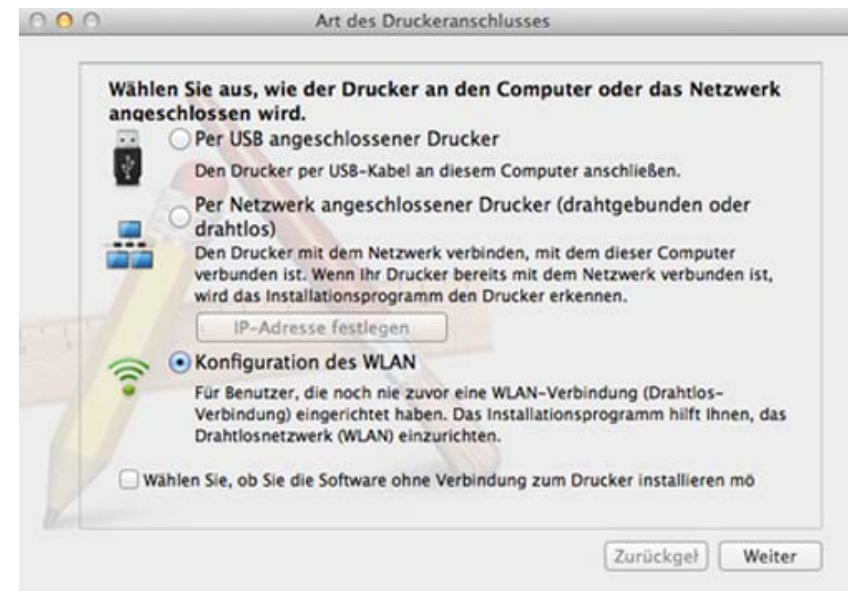 Art des Druckeranschlusses
Wählen Sie aus, wie der Drucker an den Computer oder das Netzwerk
angeschlossen wird.
Per USB angeschlossener Drucker
Den Drucker per USB-Kabel an diesem Computer anschließen.
Per Netzwerk angeschlossener Drucker (drahtgebunden oder
drahtlos)
Den Drucker mit dem Netzwerk verbinden, mit dem dieser Computer
verbunden ist. Wenn Ihr Drucker bereits mit dem Netzwerk verbunden ist,
wird das Installationsprogramm den Drucker erkennen.
IP-Adresse festlegen
Konfiguration des WLAN
Für Benutzer, die noch nie zuvor eine WLAN-Verbindung (Drahtlos-
Verbindung) eingerichtet haben. Das Installationsprogramm hilft Ihnen, das
Drahtlosnetzwerk (WLAN) einzurichten.
Wählen Sie, ob Sie die Software ohne Verbindung zum Drucker installieren mö
Zurückgel Weiter